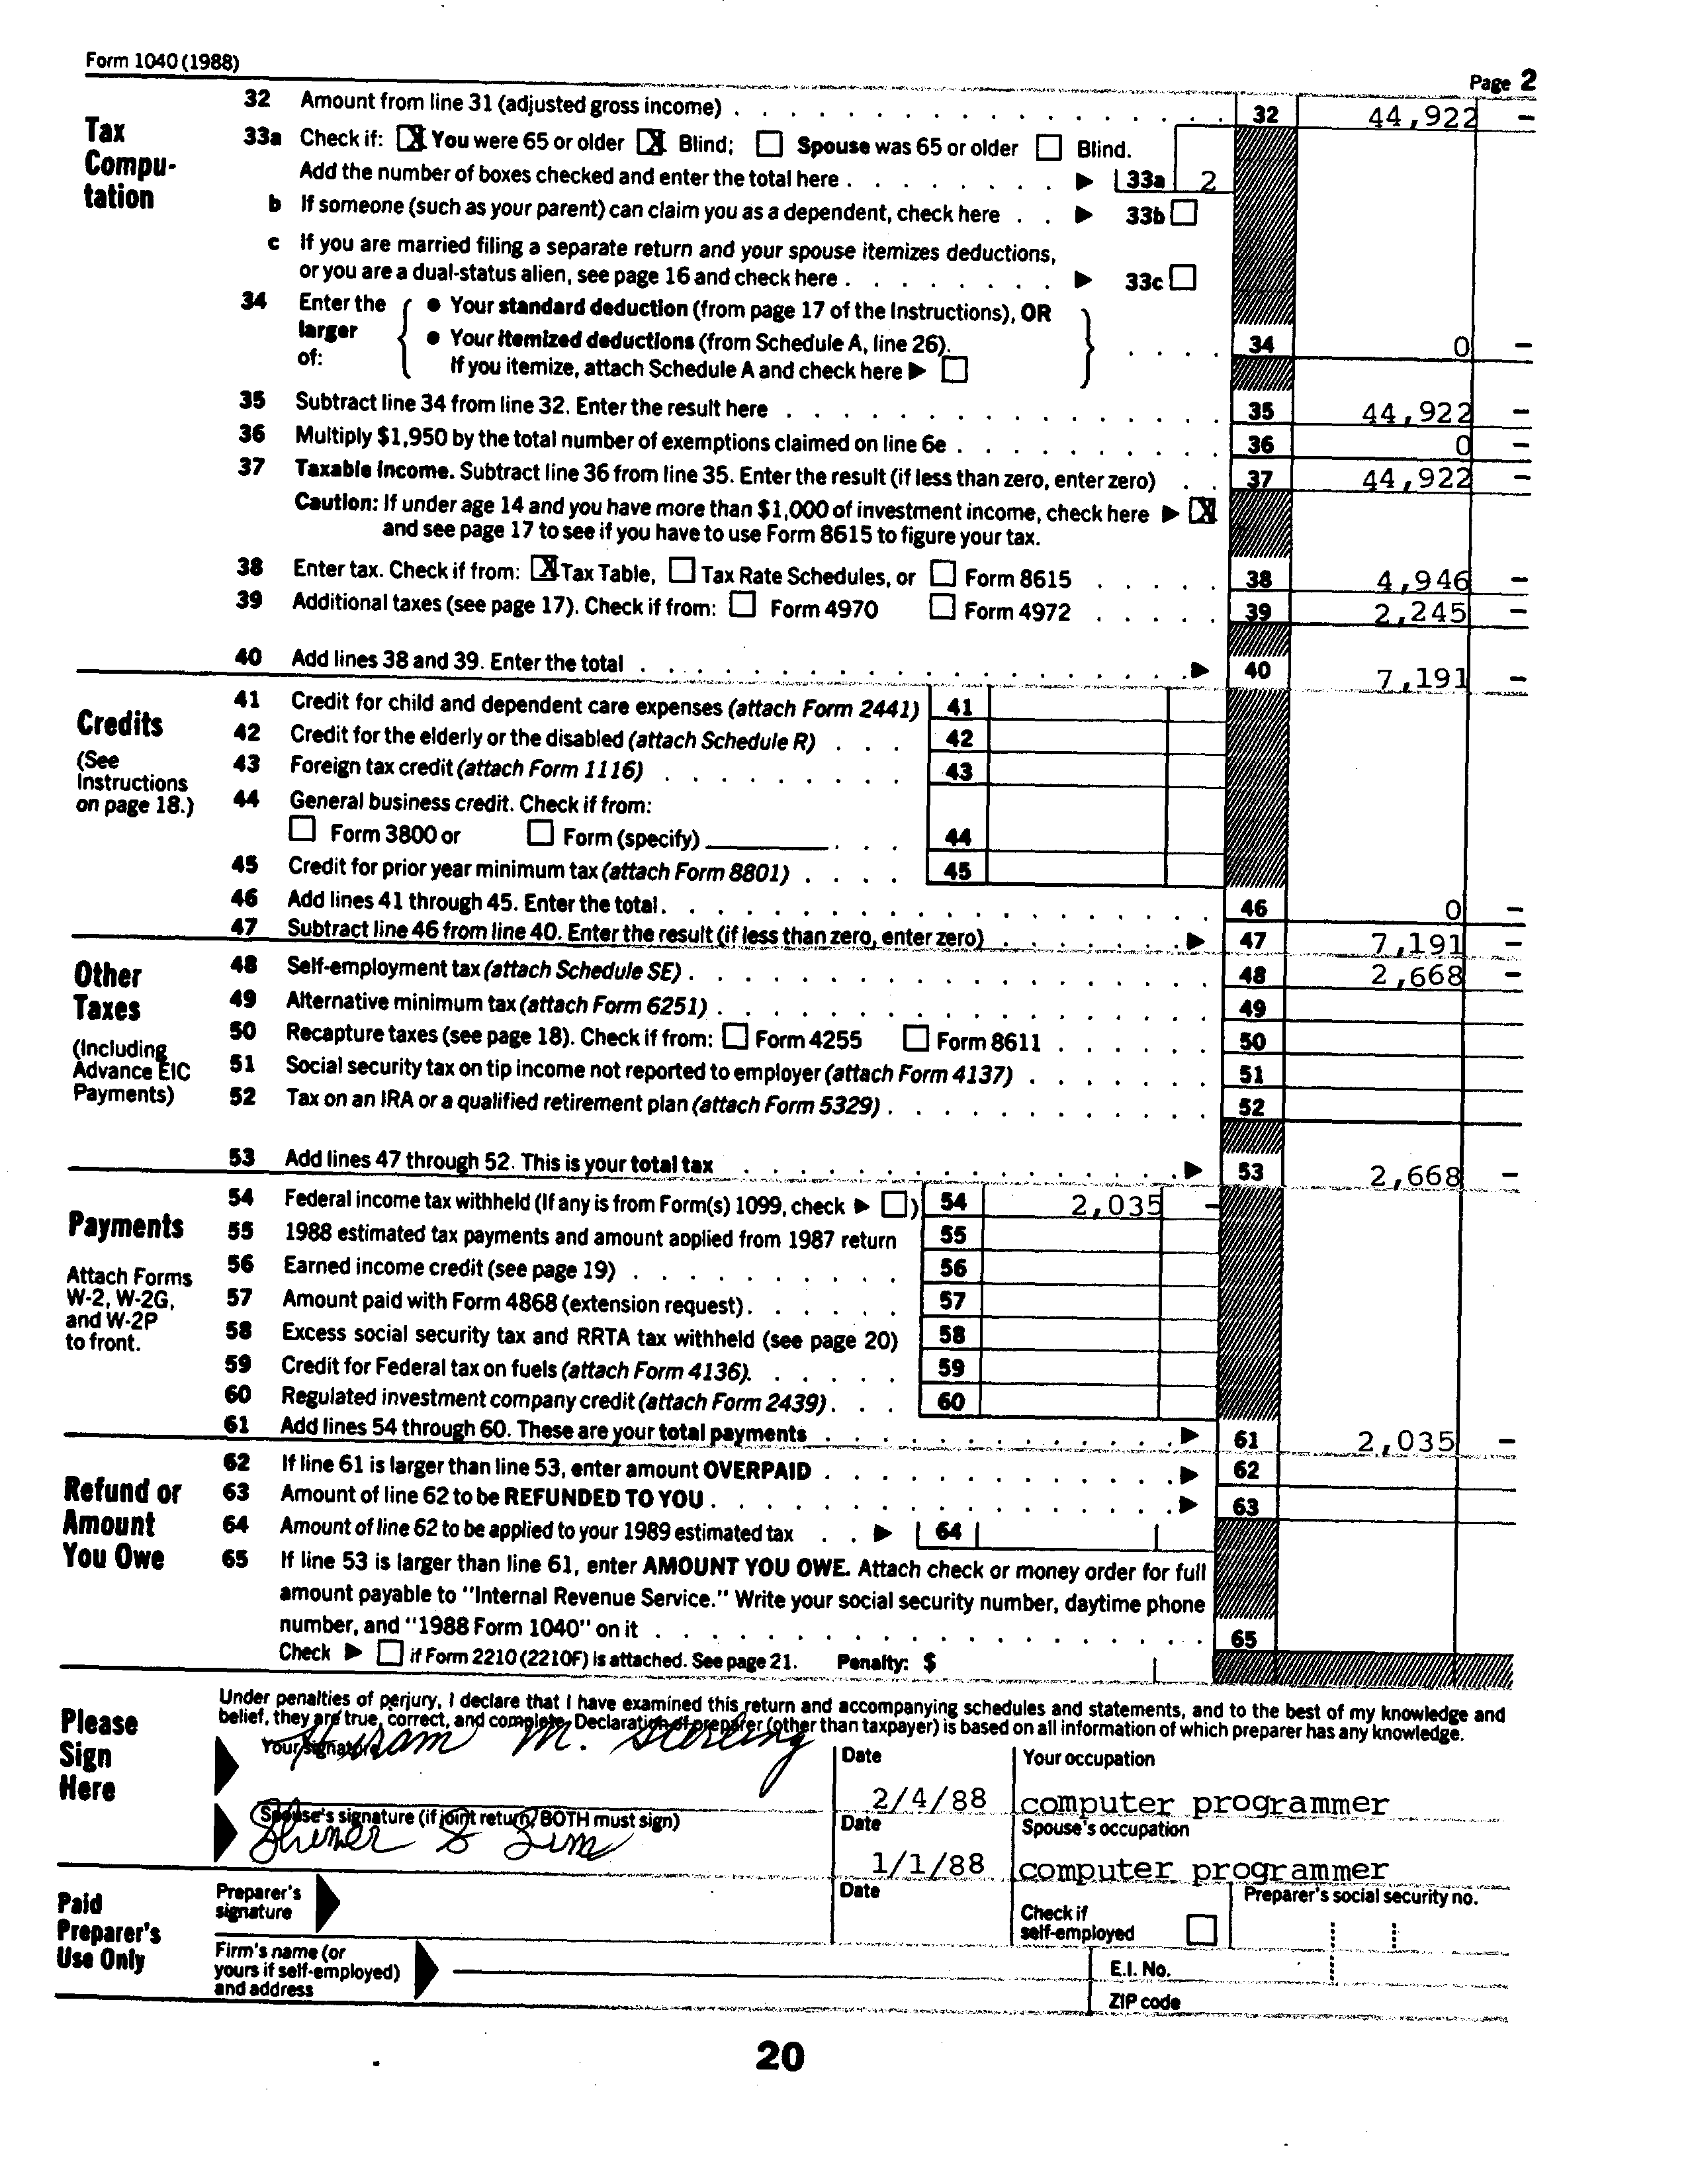 Form 1040 (1988)
Page 2
Tax Compu-tation
32 Amount from line 31 (adjusted gross income) . . . 32 44,922 –
33a Check if: [X] You were 65 or older [X] Blind; [ ] Spouse was 65 or older [ ] Blind.
Add the number of boxes checked and enter the total here . . . ▶ 33a 2
b If someone (such as your parent) can claim you as a dependent, check here . . ▶ 33b [ ]
c If you are married filing a separate return and your spouse itemizes deductions,
or you are a dual-status alien, see page 16 and check here . . . ▶ 33c [ ]
34 Enter the larger of:
● Your standard deduction (from page 17 of the Instructions), OR
● Your itemized deductions (from Schedule A, line 26).
If you itemize, attach Schedule A and check here ▶ [ ]
34 0 –
35 Subtract line 34 from line 32. Enter the result here . . . 35 44,922 –
36 Multiply $1,950 by the total number of exemptions claimed on line 6e . . . 36 0 –
37 Taxable income. Subtract line 36 from line 35. Enter the result (if less than zero, enter zero) . . 37 44,922 –
Caution: If under age 14 and you have more than $1,000 of investment income, check here ▶ [X]
and see page 17 to see if you have to use Form 8615 to figure your tax.
38 Enter tax. Check if from: [X] Tax Table, [ ] Tax Rate Schedules, or [ ] Form 8615 . . . 38 4,946 –
39 Additional taxes (see page 17). Check if from: [ ] Form 4970 [ ] Form 4972 . . . 39 2,245 –
40 Add lines 38 and 39. Enter the total . . . ▶ 40 7,191 –
Credits
(See Instructions on page 18.)
41 Credit for child and dependent care expenses (attach Form 2441) 41
42 Credit for the elderly or the disabled (attach Schedule R) . . . 42
43 Foreign tax credit (attach Form 1116) . . . 43
44 General business credit. Check if from:
[ ] Form 3800 or [ ] Form (specify) ______ . . . 44
45 Credit for prior year minimum tax (attach Form 8801) . . . 45
46 Add lines 41 through 45. Enter the total . . . 46 0 –
47 Subtract line 46 from line 40. Enter the result (if less than zero, enter zero) . . . ▶ 47 7,191 –
Other Taxes
(Including Advance EIC Payments)
48 Self-employment tax (attach Schedule SE) . . . 48 2,668 –
49 Alternative minimum tax (attach Form 6251) . . . 49
50 Recapture taxes (see page 18). Check if from: [ ] Form 4255 [ ] Form 8611 . . . 50
51 Social security tax on tip income not reported to employer (attach Form 4137) . . . 51
52 Tax on an IRA or a qualified retirement plan (attach Form 5329) . . . 52
53 Add lines 47 through 52. This is your total tax . . . ▶ 53 2,668 –
Payments
Attach Forms W-2, W-2G, and W-2P to front.
54 Federal income tax withheld (If any is from Form(s) 1099, check ▶ [ ]) 54 2,035 –
55 1988 estimated tax payments and amount applied from 1987 return 55
56 Earned income credit (see page 19) . . . 56
57 Amount paid with Form 4868 (extension request) . . . 57
58 Excess social security tax and RRTA tax withheld (see page 20) 58
59 Credit for Federal tax on fuels (attach Form 4136) . . . 59
60 Regulated investment company credit (attach Form 2439) . . . 60
61 Add lines 54 through 60. These are your total payments . . . ▶ 61 2,035 –
Refund or Amount You Owe
62 If line 61 is larger than line 53, enter amount OVERPAID . . . ▶ 62
63 Amount of line 62 to be REFUNDED TO YOU . . . ▶ 63
64 Amount of line 62 to be applied to your 1989 estimated tax . . ▶ 64
65 If line 53 is larger than line 61, enter AMOUNT YOU OWE. Attach check or money order for full
amount payable to "Internal Revenue Service." Write your social security number, daytime phone
number, and "1988 Form 1040" on it . . . 65
Check ▶ [ ] if Form 2210 (2210F) is attached. See page 21. Penalty: $
Please Sign Here
Under penalties of perjury, I declare that I have examined this return and accompanying schedules and statements, and to the best of my knowledge and
belief, they are true, correct, and complete. Declaration of preparer (other than taxpayer) is based on all information of which preparer has any knowledge.
Your signature M. Sterling
Date 2/4/88
Your occupation computer programmer
Spouse's signature (if joint return, BOTH must sign)
Date 1/1/88
Spouse's occupation computer programmer
Paid Preparer's Use Only
Preparer's signature
Date
Check if self-employed [ ]
Preparer's social security no.
Firm's name (or yours if self-employed) and address
E.I. No.
ZIP code
20